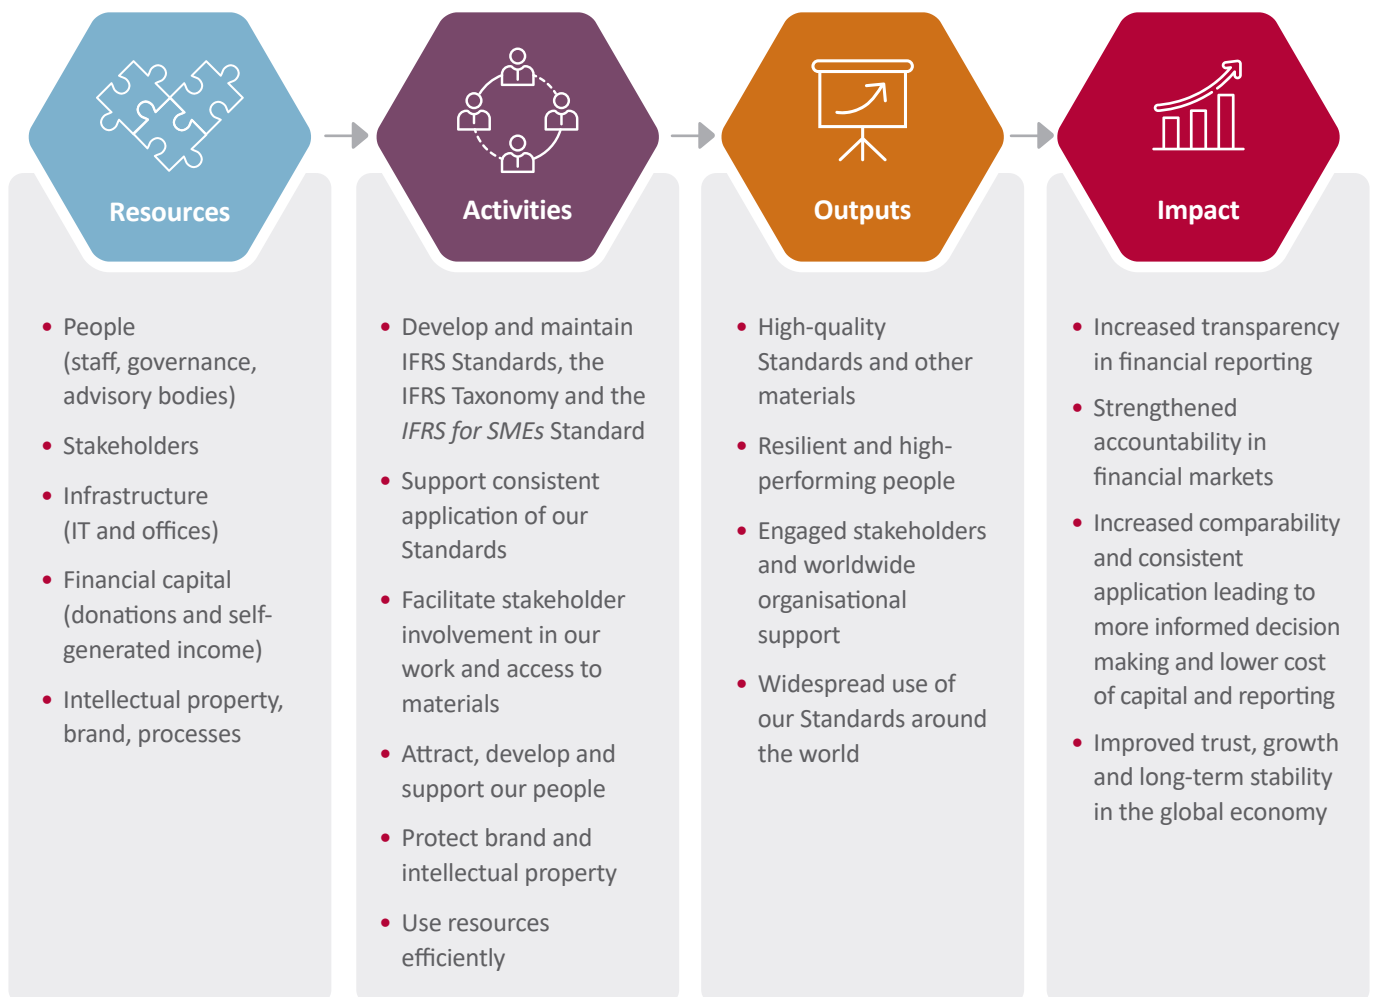 Resources
• People
(staff, governance,
advisory bodies)
• Stakeholders
• Infrastructure
(IT and offices)
• Financial capital
(donations and self-
generated income)
• Intellectual property,
brand, processes
Activities
• Develop and maintain
IFRS Standards, the
IFRS Taxonomy and the
IFRS for SMEs Standard
• Support consistent
application of our
Standards
• Facilitate stakeholder
involvement in our
work and access to
materials
• Attract, develop and
support our people
• Protect brand and
intellectual property
• Use resources
efficiently
Outputs
• High-quality
Standards and other
materials
• Resilient and high-
performing people
• Engaged stakeholders
and worldwide
organisational
support
• Widespread use of
our Standards around
the world
Impact
• Increased transparency
in financial reporting
• Strengthened
accountability in
financial markets
• Increased comparability
and consistent
application leading to
more informed decision
making and lower cost
of capital and reporting
• Improved trust, growth
and long-term stability
in the global economy